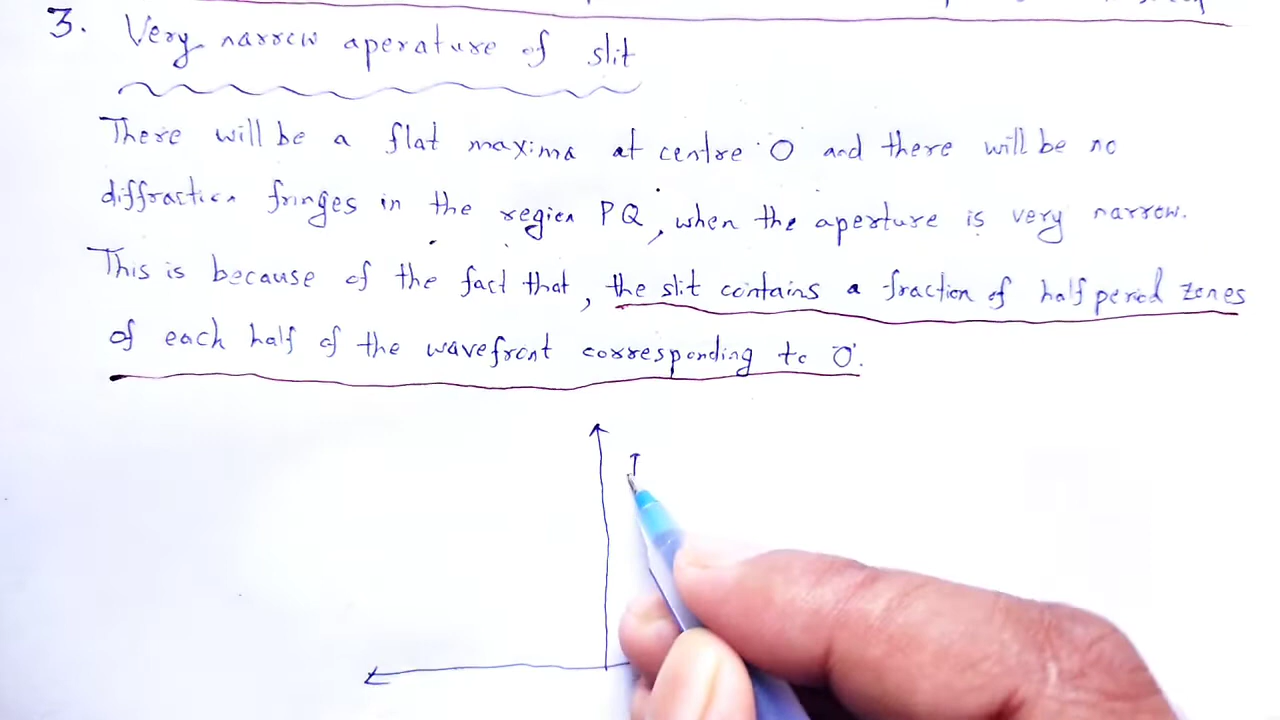 3. Very narrow aperature of slit
There will be a flat maxima at centre O and there will be no
diffraction fringes in the region PQ, when the aperture is very narrow.
This is because of the fact that, the slit contains a fraction of half period zones
of each half of the wavefront corresponding to 'O'.
I